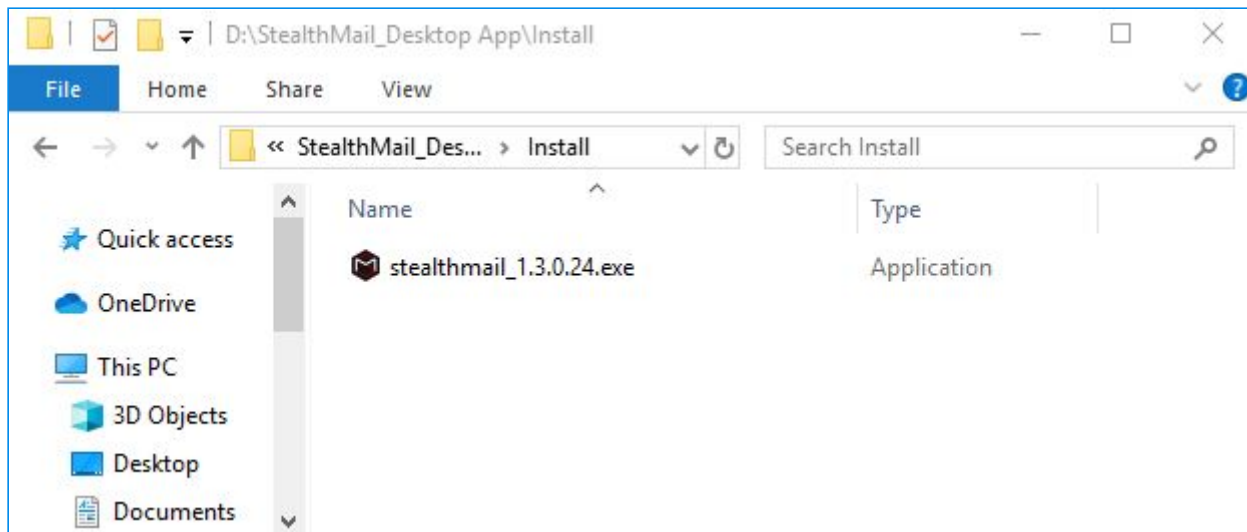 D:\StealthMail_Desktop App\Install
File Home Share View
?
« StealthMail_Des... > Install Search Install
Name Type
Quick access
stealthmail_1.3.0.24.exe Application
OneDrive
This PC
3D Objects
Desktop
Documents